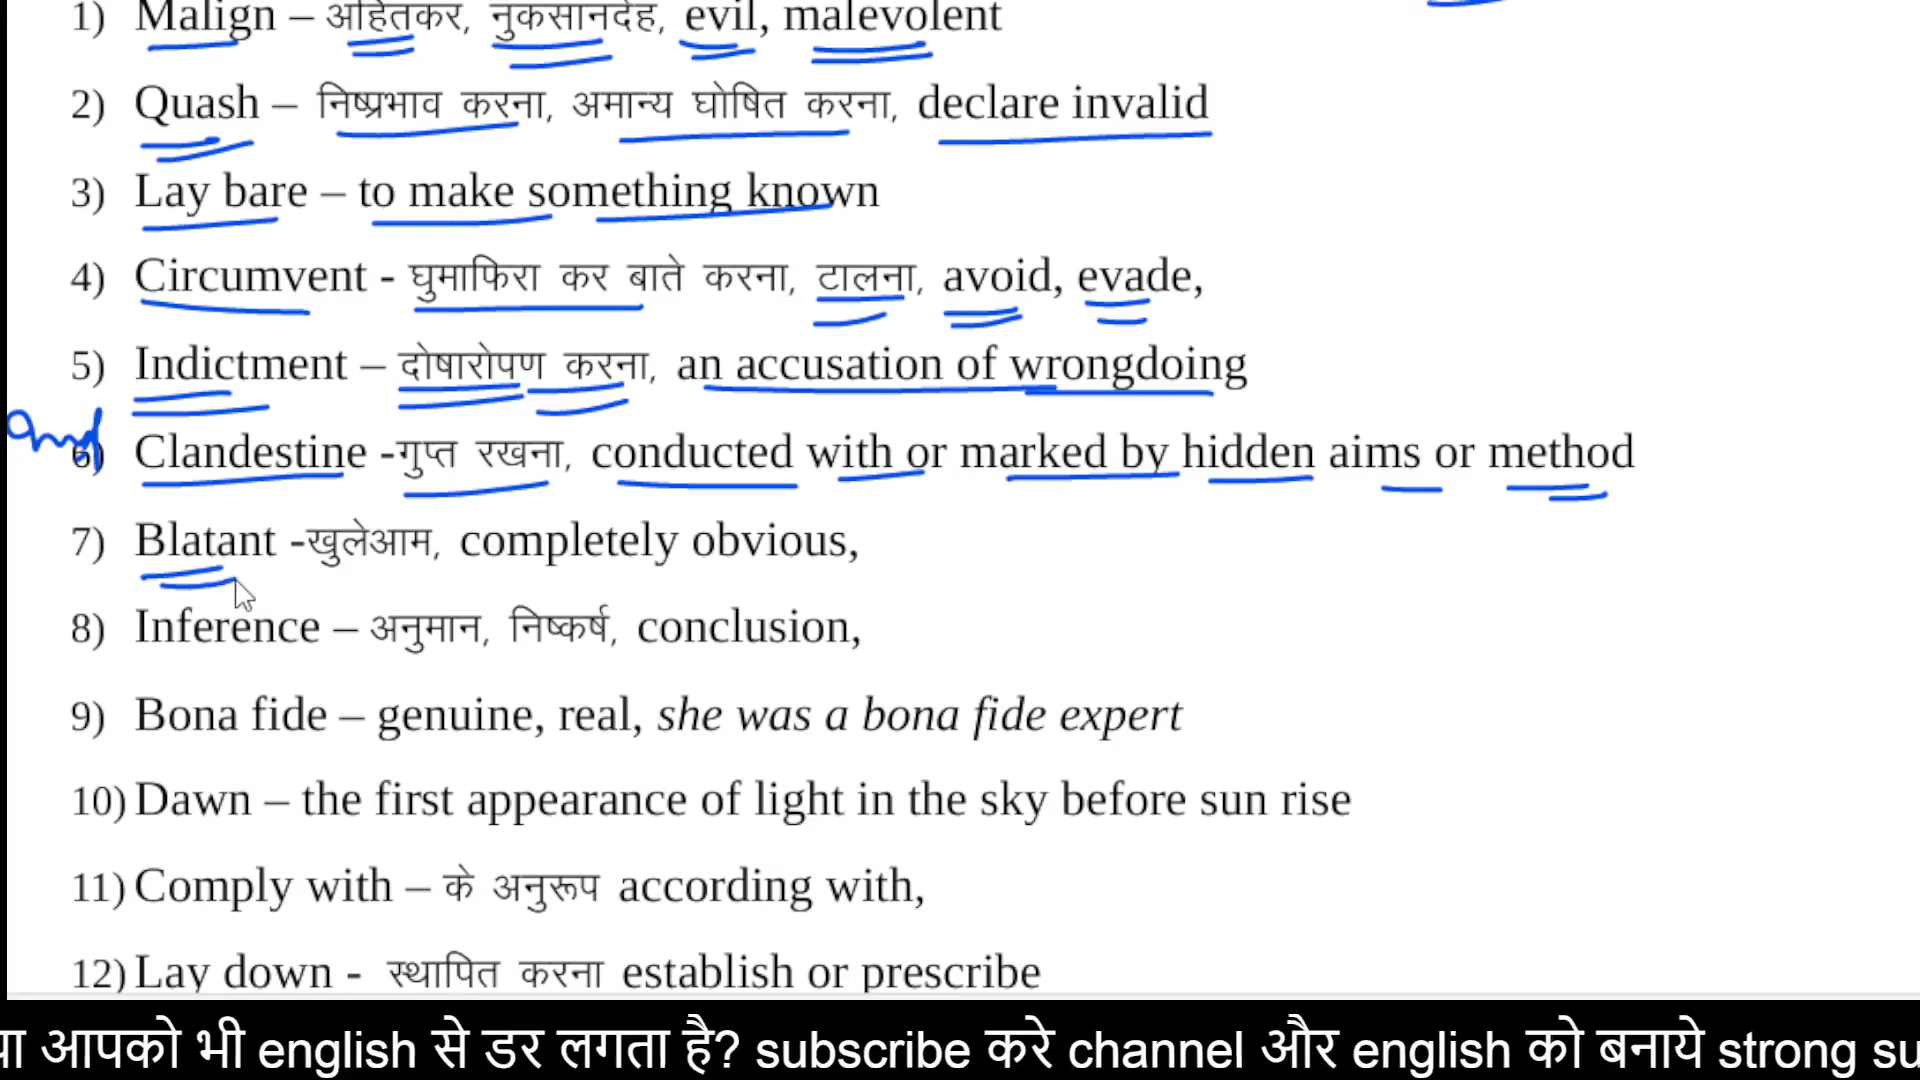 1) Malign – अहितकर, नुकसानदेह, evil, malevolent
2) Quash – निष्प्रभाव करना, अमान्य घोषित करना, declare invalid
3) Lay bare – to make something known
4) Circumvent - घुमाफिरा कर बाते करना, टालना, avoid, evade,
5) Indictment – दोषारोपण करना, an accusation of wrongdoing
6) Clandestine -गुप्त रखना, conducted with or marked by hidden aims or method
7) Blatant -खुलेआम, completely obvious,
8) Inference – अनुमान, निष्कर्ष, conclusion,
9) Bona fide – genuine, real, she was a bona fide expert
10) Dawn – the first appearance of light in the sky before sun rise
11) Comply with – के अनुरूप according with,
12) Lay down - स्थापित करना establish or prescribe
आपको भी english से डर लगता है? subscribe करे channel और english को बनाये strong su